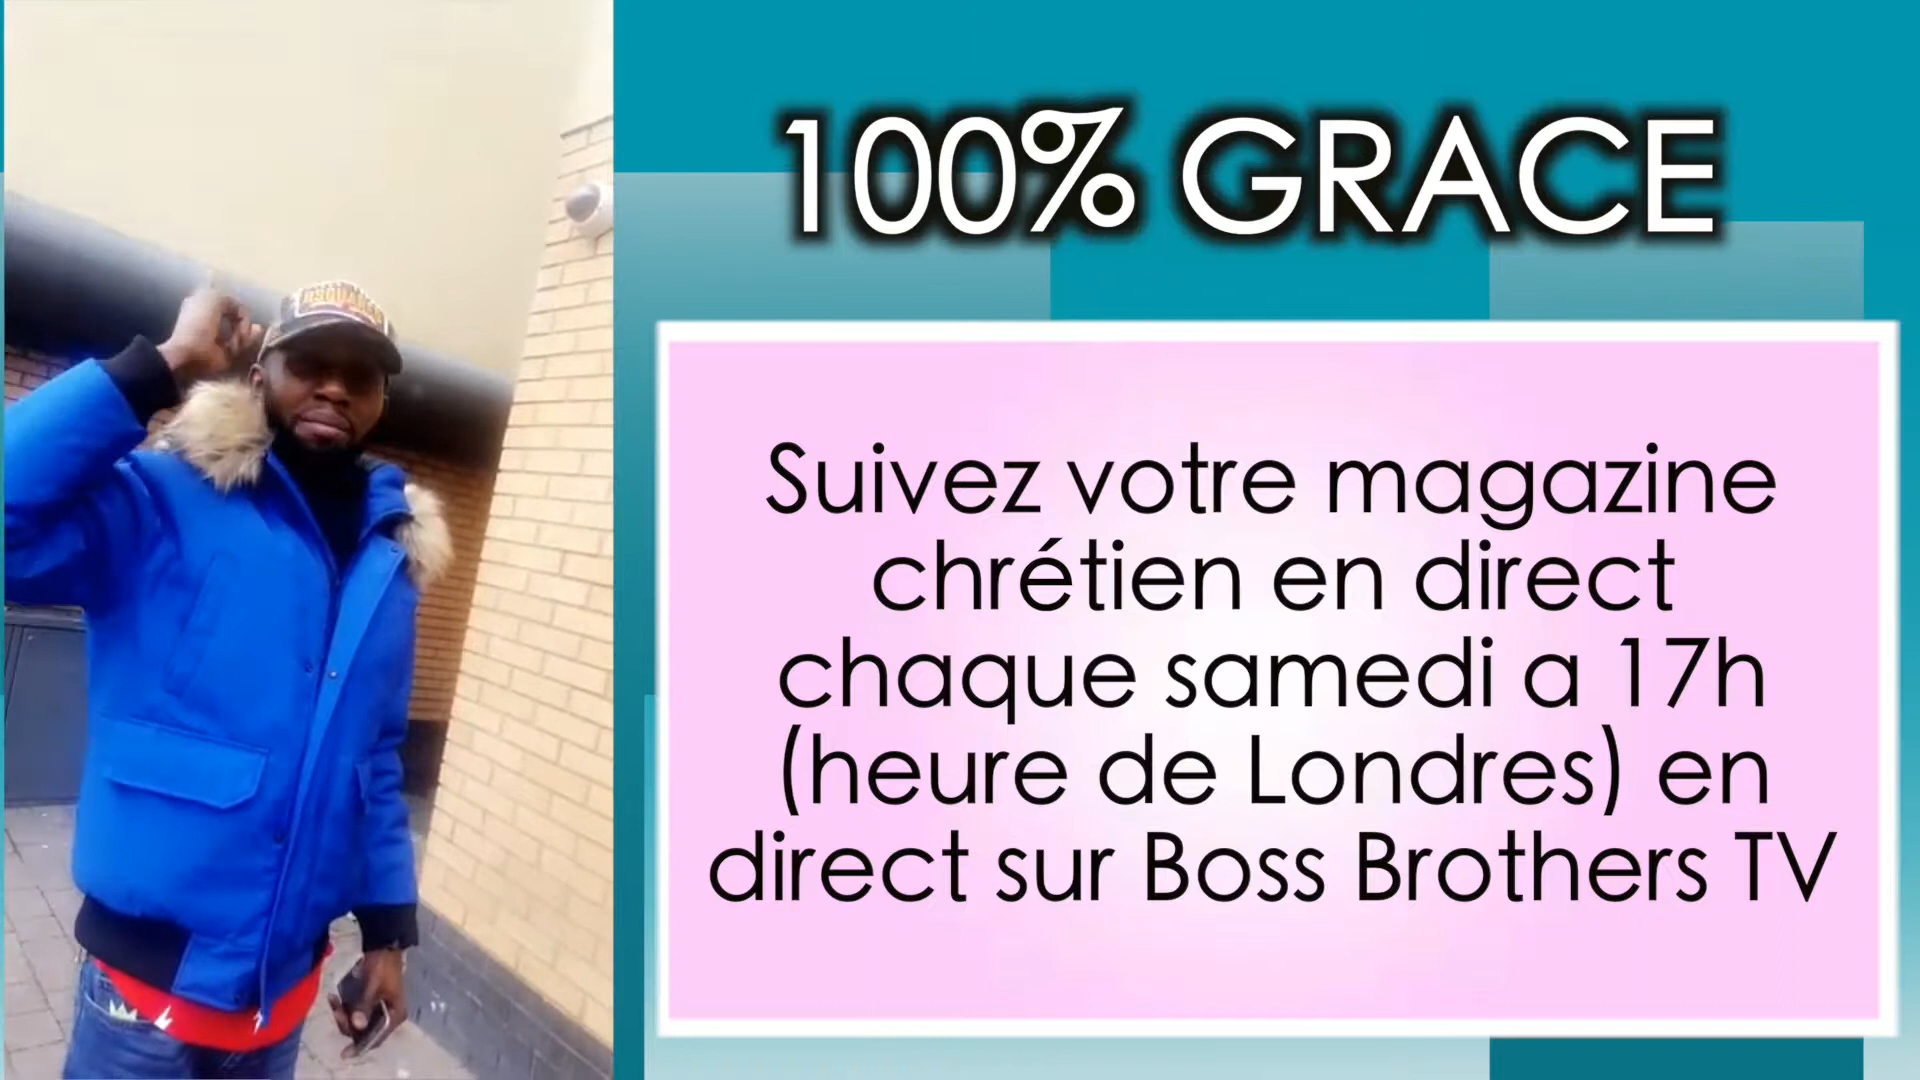 100% GRACE
Suivez votre magazine
chrétien en direct
chaque samedi a 17h
(heure de Londres) en
direct sur Boss Brothers TV